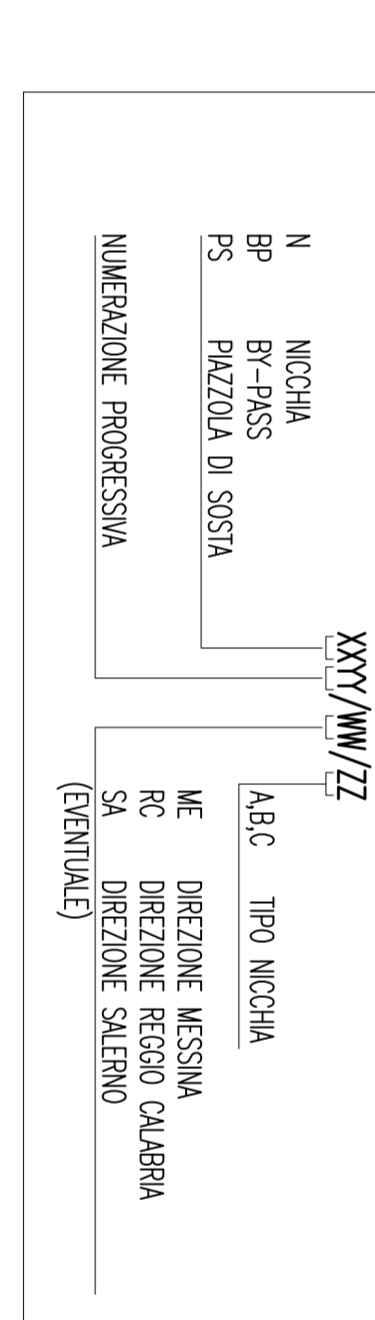 XXYY/WW/ZZ
N NICCHIA
BP BY-PASS
PS PIAZZOLA DI SOSTA
NUMERAZIONE PROGRESSIVA
A,B,C TIPO NICCHIA
ME DIREZIONE MESSINA
RC DIREZIONE REGGIO CALABRIA
SA DIREZIONE SALERNO
(EVENTUALE)